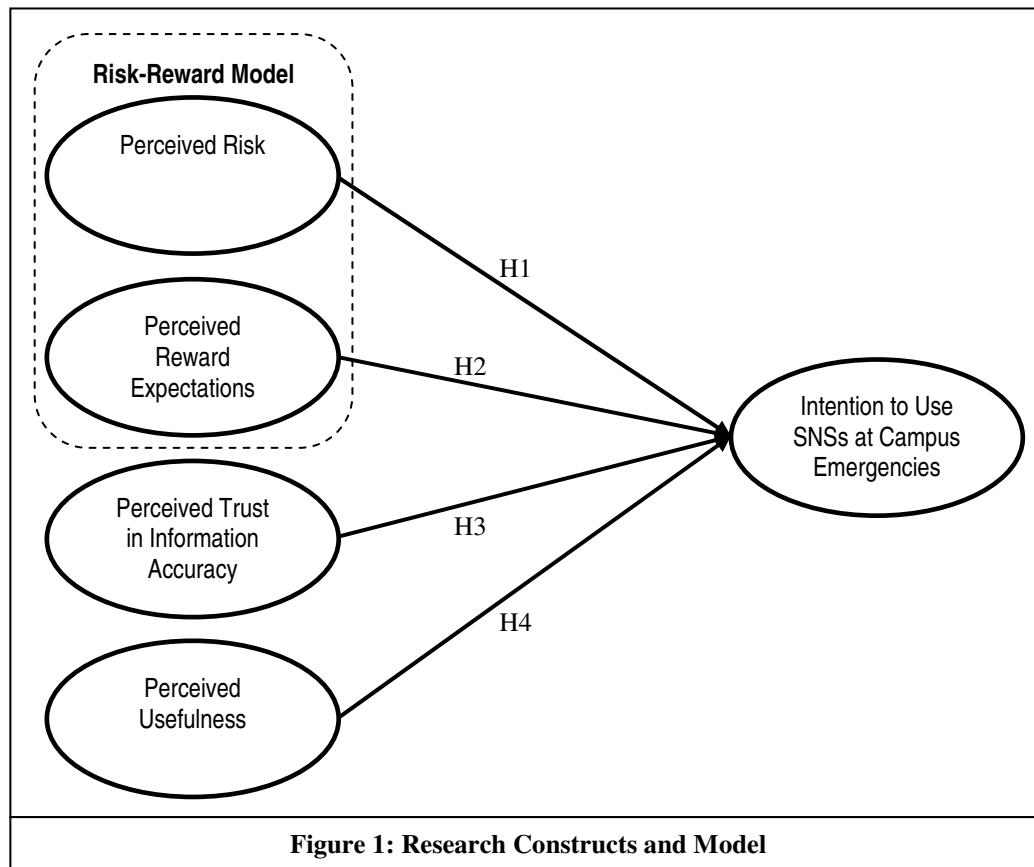 Risk-Reward Model
Perceived Risk
H1
Perceived
Reward
Expectations
H2
Intention to Use
SNSs at Campus
Emergencies
Perceived Trust
in Information
Accuracy
H3
H4
Perceived
Usefulness
Figure 1: Research Constructs and Model